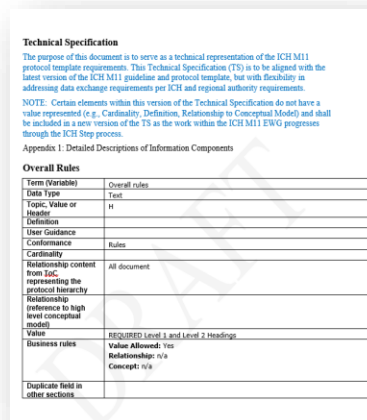 Technical Specification
The purpose of this document is to serve as a technical representation of the ICH M11
protocol template requirements. This Technical Specification (TS) is to be aligned with the
latest version of the ICH M11 guideline and protocol template, but with flexibility in
addressing data exchange requirements per ICH and regional authority requirements.
NOTE: Certain elements within this version of the Technical Specification do not have a
value represented (e.g., Cardinality, Definition, Relationship to Conceptual Model) and shall
be included in a new version of the TS as the work within the ICH M11 EWG progresses
through the ICH Step process.
Appendix 1: Detailed Descriptions of Information Components
Overall Rules
Term (Variable) Overall rules
Data Type Text
Topic, Value or H
Header
Definition
User Guidance
Conformance Rules
Cardinality
Relationship content All document
from ToC
representing the
protocol hierarchy
Relationship
(reference to high
level conceptual
model)
Value REQUIRED Level 1 and Level 2 Headings
Business rules Value Allowed: Yes
Relationship: n/a
Concept: n/a
Duplicate field in
other sections
DRAFT